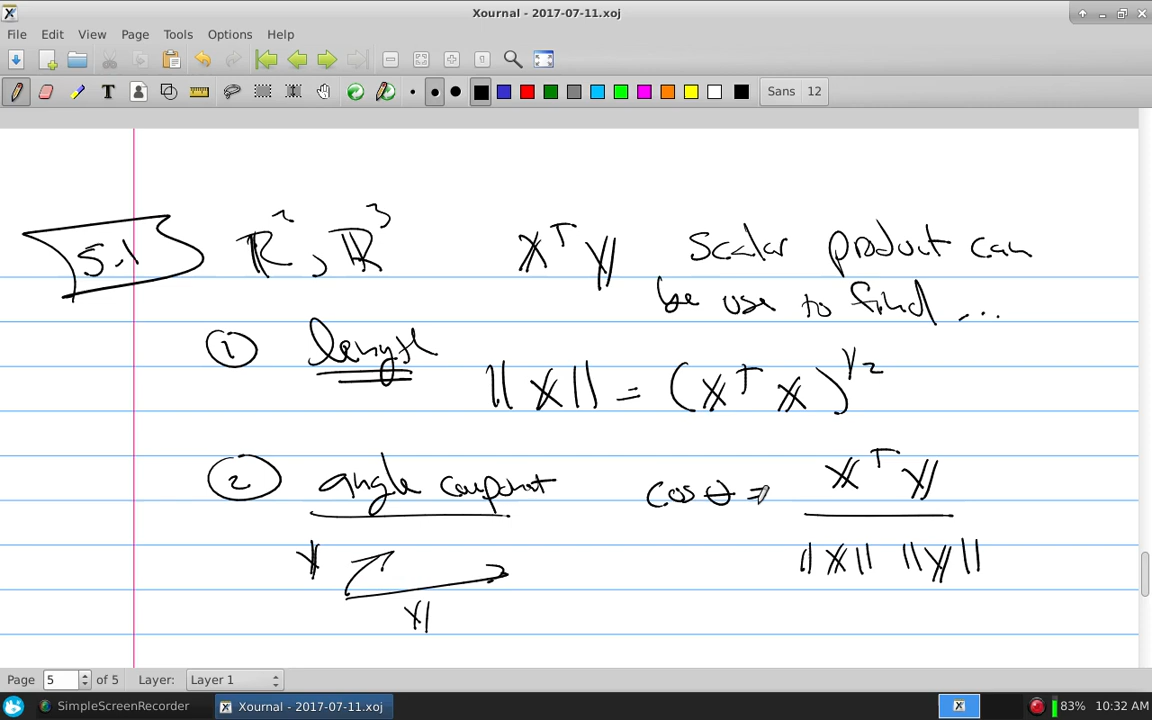 Xournal - 2017-07-11.xoj
File Edit View Page Tools Options Help
T Sans 12
5.1 ℝ², ℝ³ 𝕏ᵀ𝕐 Scalar product can
be use to find ...
① length ||𝕏|| = (𝕏ᵀ𝕏)^1/2
② angle componet cos θ = 𝕏ᵀ𝕐
||𝕏|| ||𝕐||
𝕐
𝕏
Page 5 of 5 Layer: Layer 1
SimpleScreenRecorder Xournal - 2017-07-11.xoj 83% 10:32 AM